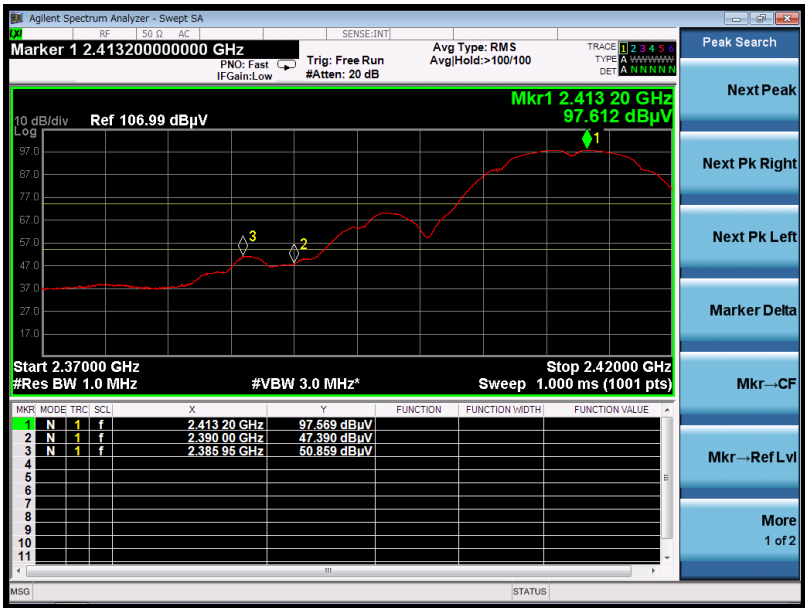 Agilent Spectrum Analyzer - Swept SA
LXI RF 50 Ω AC SENSE:INT
Marker 1 2.413200000000 GHz
PNO: Fast
IFGain:Low
Trig: Free Run
#Atten: 20 dB
Avg Type: RMS
Avg|Hold:>100/100
TRACE 1 2 3 4 5 6
TYPE A WWWWW
DET A N N N N N
Mkr1 2.413 20 GHz
97.612 dBµV
10 dB/div Ref 106.99 dBµV
Log
97.0
87.0
77.0
67.0
57.0
47.0
37.0
27.0
17.0
1
3
2
Start 2.37000 GHz Stop 2.42000 GHz
#Res BW 1.0 MHz #VBW 3.0 MHz* Sweep 1.000 ms (1001 pts)
MKR MODE TRC SCL X Y FUNCTION FUNCTION WIDTH FUNCTION VALUE
1 N 1 f 2.413 20 GHz 97.569 dBµV
2 N 1 f 2.390 00 GHz 47.390 dBµV
3 N 1 f 2.385 95 GHz 50.859 dBµV
4
5
6
7
8
9
10
11
MSG STATUS
Peak Search
Next Peak
Next Pk Right
Next Pk Left
Marker Delta
Mkr→CF
Mkr→Ref Lvl
More
1 of 2